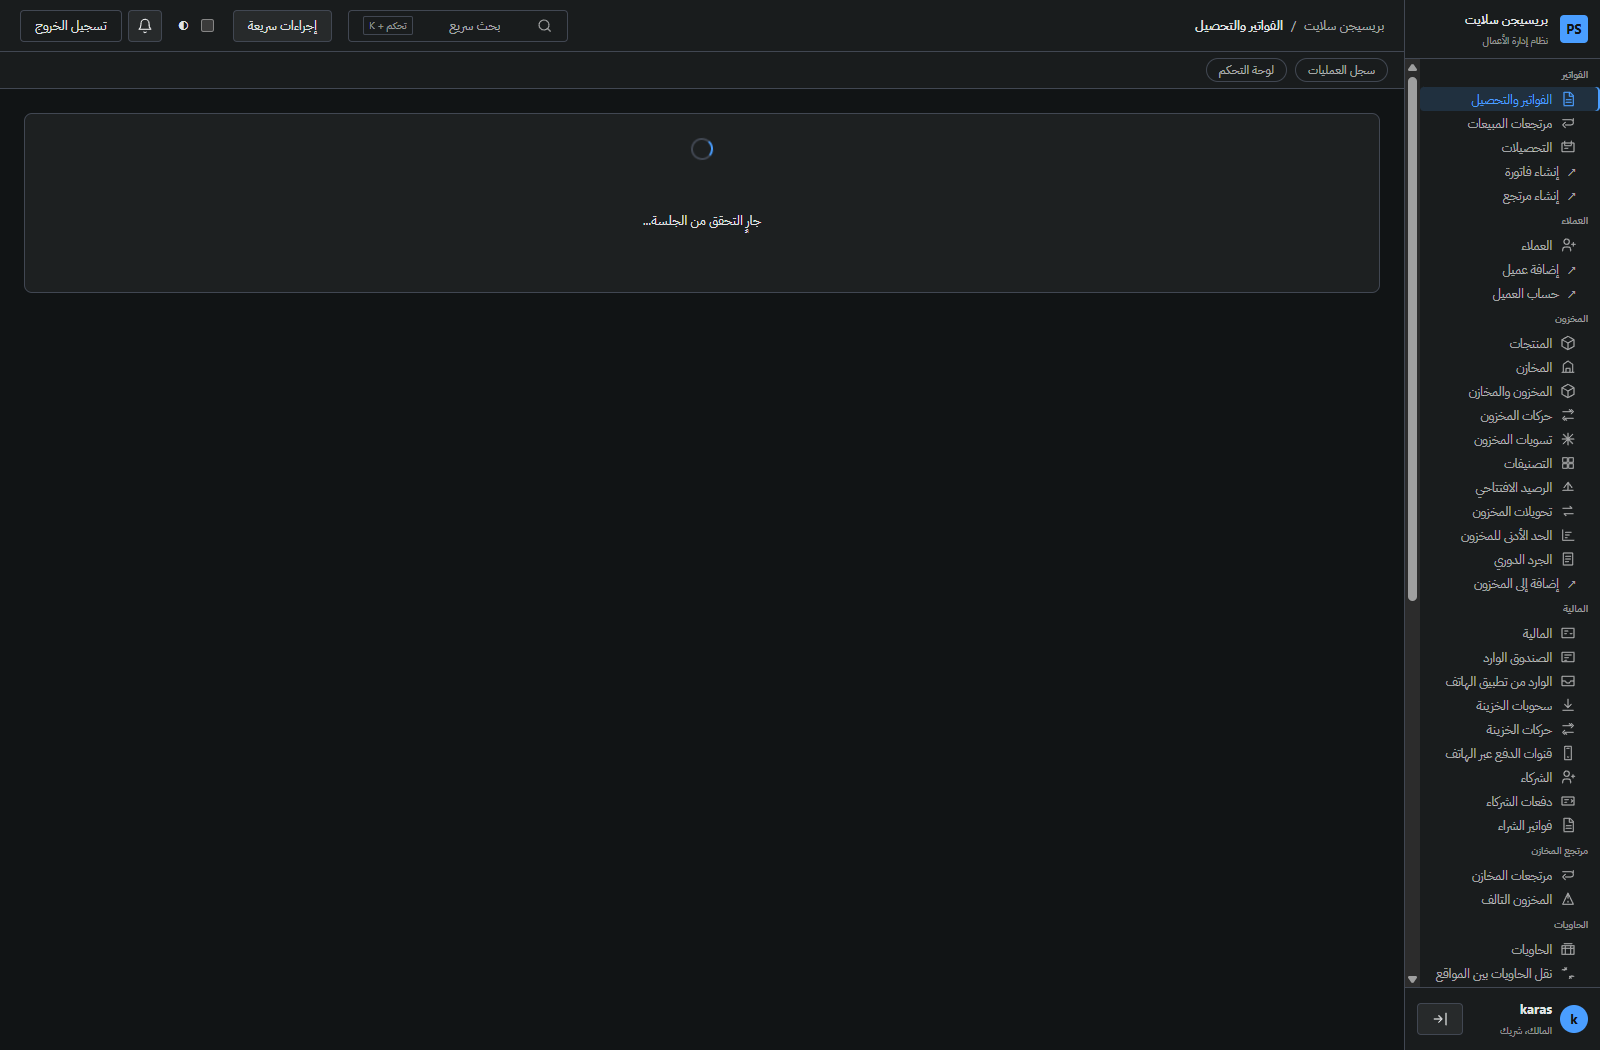 PS
بريسيجن سلايت
نظام إدارة الأعمال
بريسيجن سلايت / الفواتير والتحصيل
بحث سريع
تحكم + K
إجراءات سريعة
تسجيل الخروج
سجل العمليات
لوحة التحكم
جارٍ التحقق من الجلسة...
الفواتير
الفواتير والتحصيل
مرتجعات المبيعات
التحصيلات
إنشاء فاتورة
إنشاء مرتجع
العملاء
العملاء
إضافة عميل
حساب العميل
المخزون
المنتجات
المخازن
المخزون والمخازن
حركات المخزون
تسويات المخزون
التصنيفات
الرصيد الافتتاحي
تحويلات المخزون
الحد الأدنى للمخزون
الجرد الدوري
إضافة إلى المخزون
المالية
المالية
الصندوق الوارد
الوارد من تطبيق الهاتف
سحوبات الخزينة
حركات الخزينة
قنوات الدفع عبر الهاتف
الشركاء
دفعات الشركاء
فواتير الشراء
مرتجع المخازن
مرتجعات المخازن
المخزون التالف
الحاويات
الحاويات
نقل الحاويات بين المواقع
karas
k
المالك، شريك